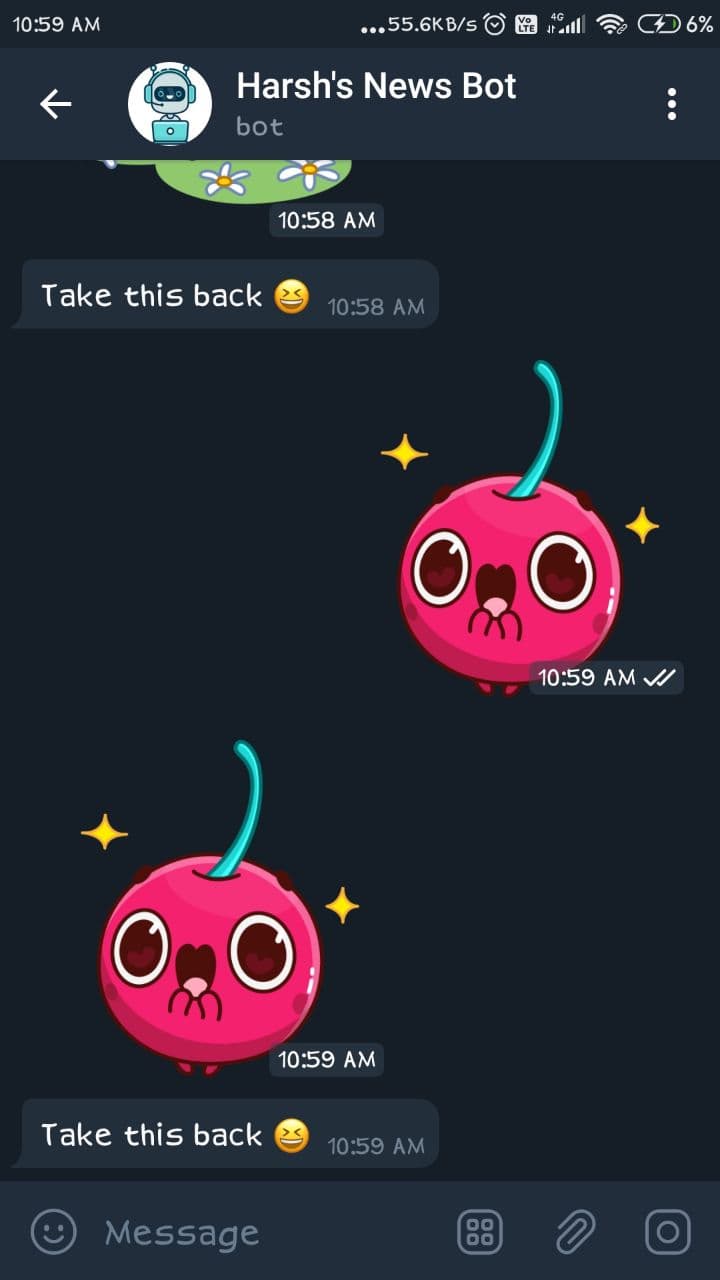 10:59 AM
...55.6KB/s
Vo
LTE
4G
6%
Harsh's News Bot
bot
10:58 AM
Take this back 😆 10:58 AM
10:59 AM
10:59 AM
Take this back 😆 10:59 AM
Message